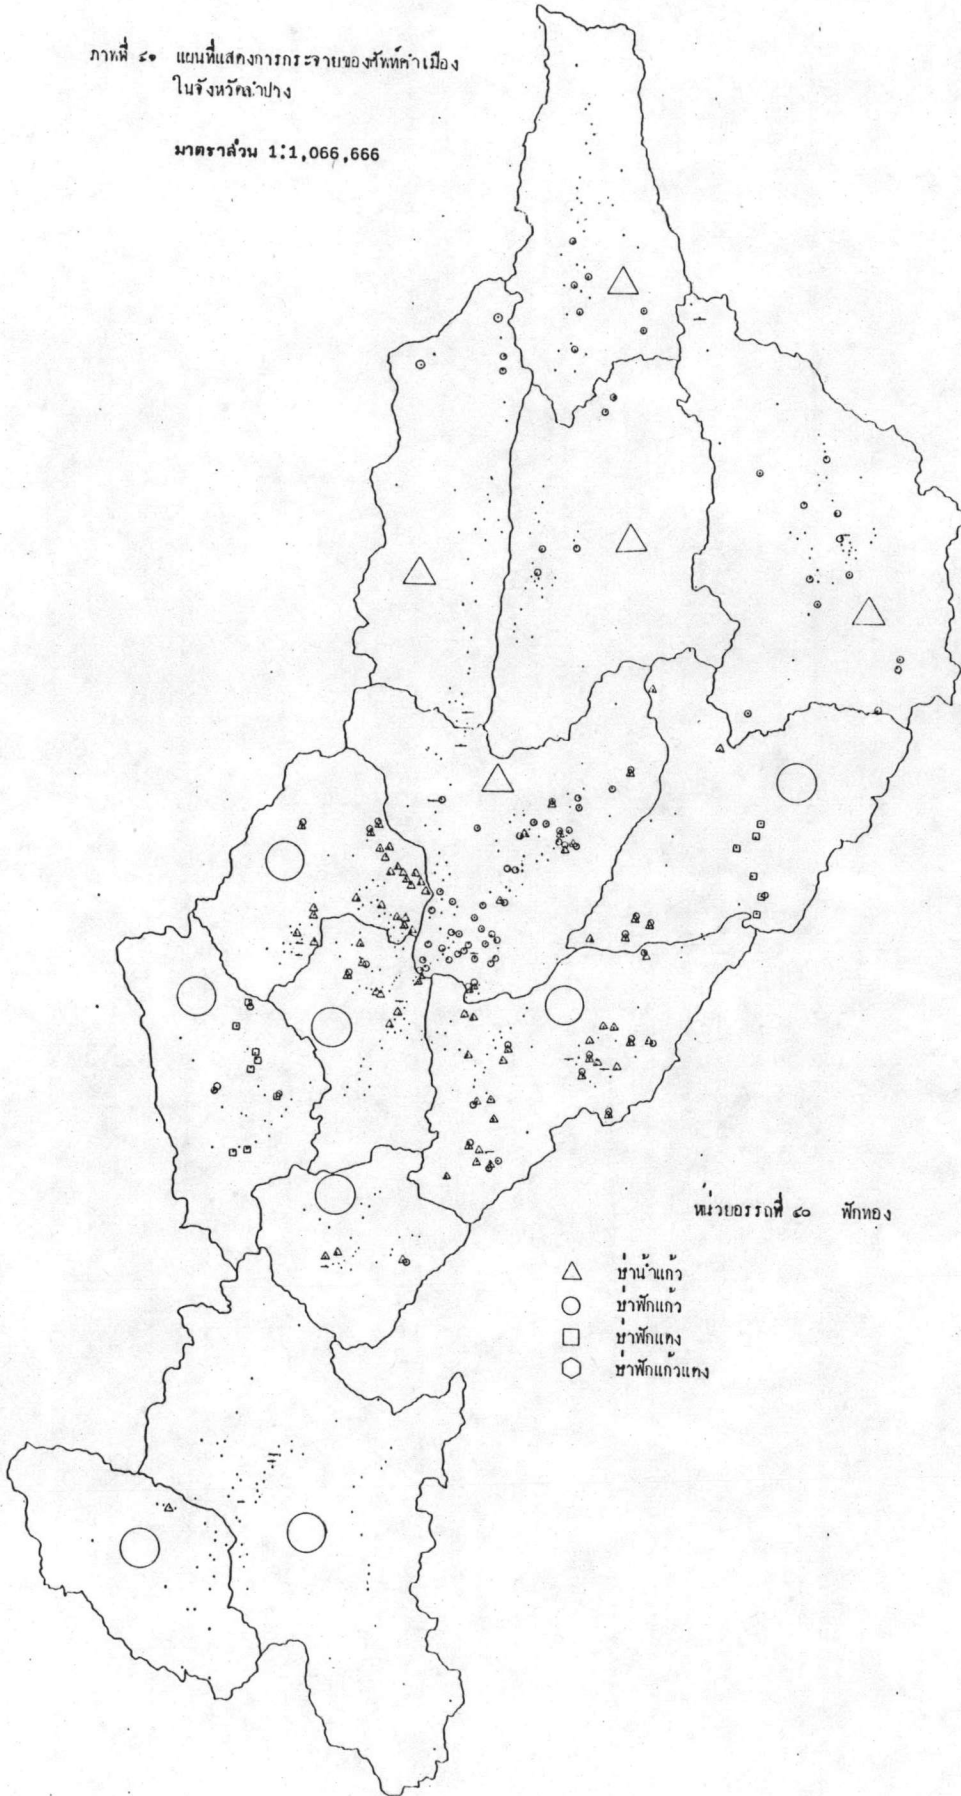 ภาพที่ ๔๑ แผนที่แสดงการกระจายของศัพท์คำเมือง
ในจังหวัดลำปาง
มาตราส่วน 1:1,066,666
หน่วยอรรถที่ ๔๐ ฟักทอง
บ่าน้ำแก้ว
บ่าฟักแก้ว
บ่าฟักแดง
บ่าฟักแก้วแดง